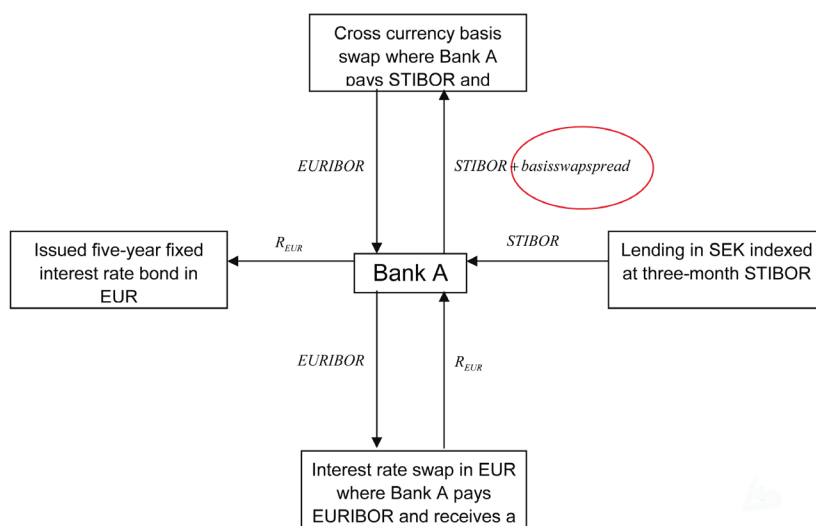 Cross currency basis
swap where Bank A
pays STIBOR and
EURIBOR
STIBOR + basisswapspread
Issued five-year fixed
interest rate bond in
EUR
R_EUR
Bank A
STIBOR
Lending in SEK indexed
at three-month STIBOR
EURIBOR
R_EUR
Interest rate swap in EUR
where Bank A pays
EURIBOR and receives a